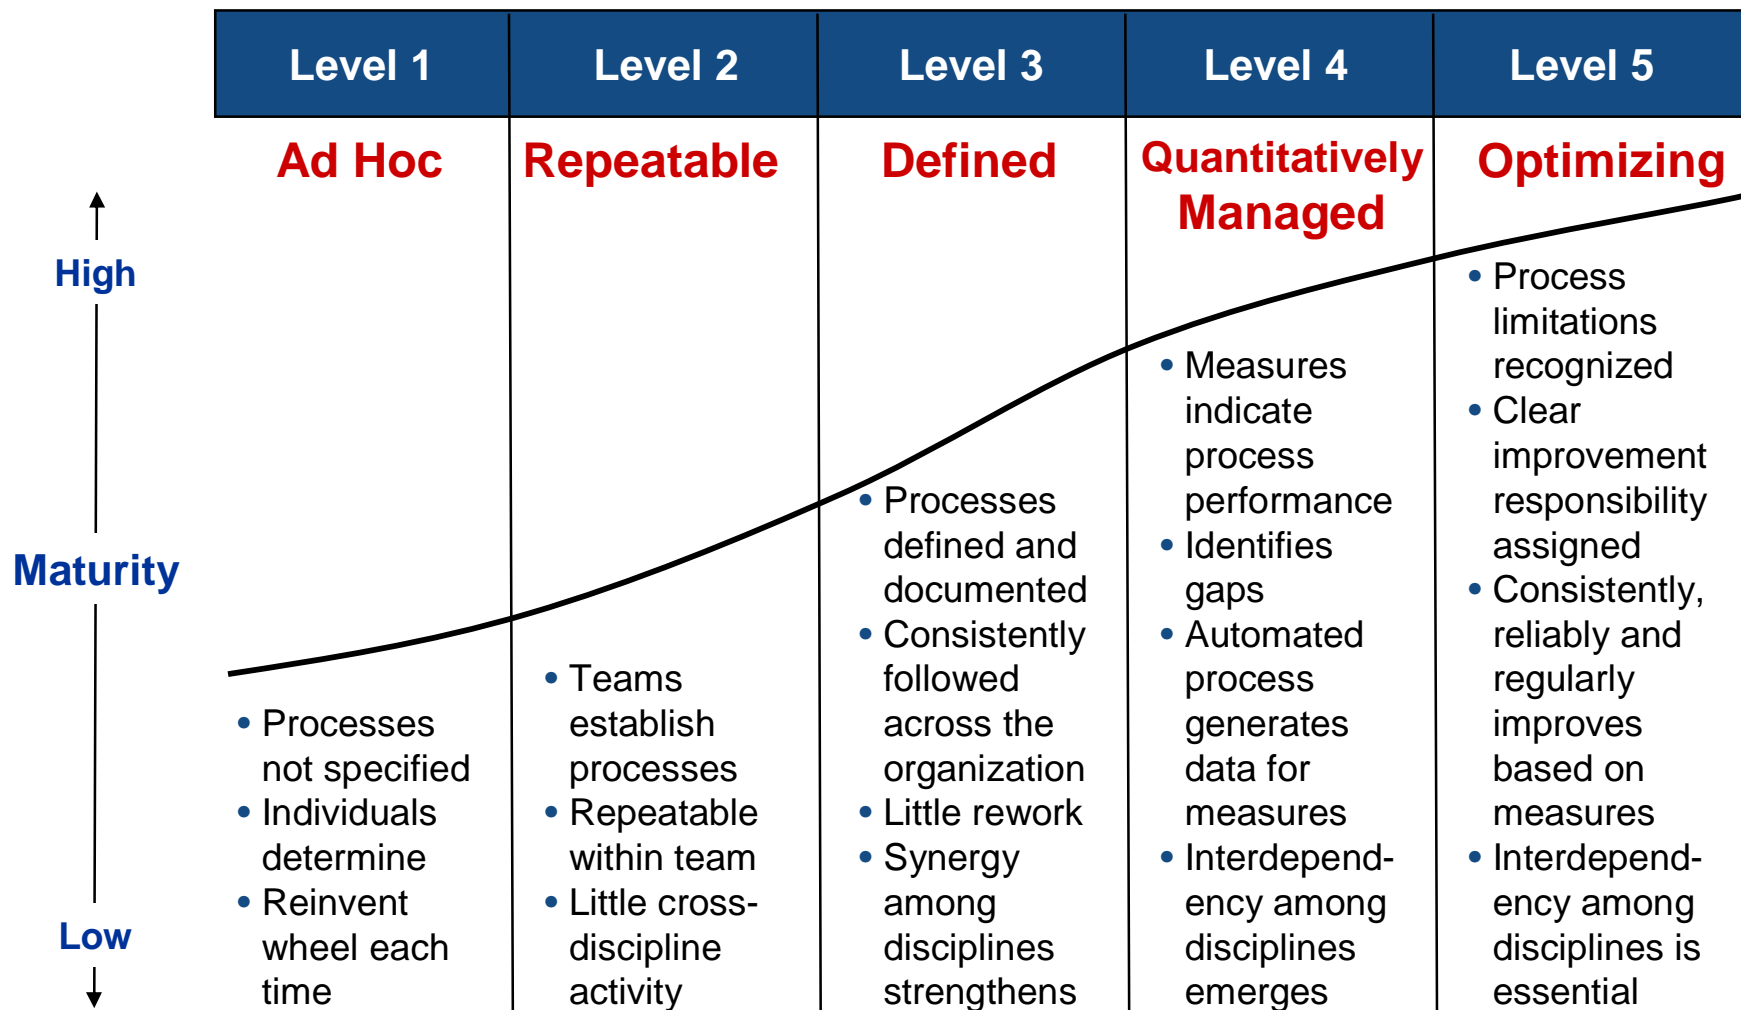 Level 1
Level 2
Level 3
Level 4
Level 5
Ad Hoc
Repeatable
Defined
Quantitatively
Managed
Optimizing
High
Maturity
Low
• Processes
not specified
• Individuals
determine
• Reinvent
wheel each
time
• Teams
establish
processes
• Repeatable
within team
• Little cross-
discipline
activity
• Processes
defined and
documented
• Consistently
followed
across the
organization
• Little rework
• Synergy
among
disciplines
strengthens
• Measures
indicate
process
performance
• Identifies
gaps
• Automated
process
generates
data for
measures
• Interdepend-
ency among
disciplines
emerges
• Process
limitations
recognized
• Clear
improvement
responsibility
assigned
• Consistently,
reliably and
regularly
improves
based on
measures
• Interdepend-
ency among
disciplines is
essential